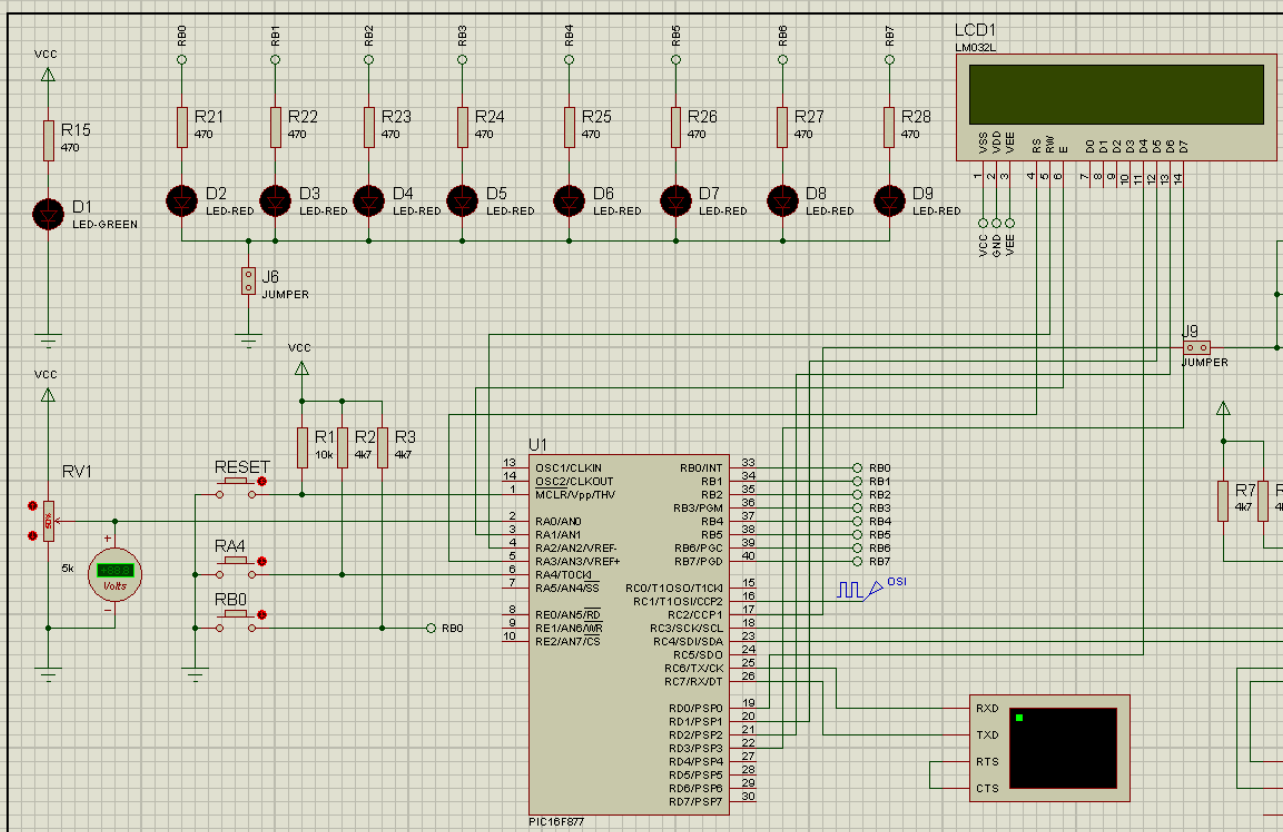 RB0 RB1 RB2 RB3 RB4 RB5 RB6 RB7
LCD1
LM032L
VCC
R15
470
R21
470
R22
470
R23
470
R24
470
R25
470
R26
470
R27
470
R28
470
VSS VDD VEE RS RW E D0 D1 D2 D3 D4 D5 D6 D7
1 2 3 4 5 6 7 8 9 10 11 12 13 14
VCC GND VEE
D1
LED-GREEN
D2
LED-RED
D3
LED-RED
D4
LED-RED
D5
LED-RED
D6
LED-RED
D7
LED-RED
D8
LED-RED
D9
LED-RED
J6
JUMPER
J9
JUMPER
VCC
VCC
R1
10k
R2
4k7
R3
4k7
RV1
50%
5k
+88.8
Volts
RESET
RA4
RB0
RB0
U1
13 OSC1/CLKIN
14 OSC2/CLKOUT
1 MCLR/Vpp/THV
2 RA0/AN0
3 RA1/AN1
4 RA2/AN2/VREF-
5 RA3/AN3/VREF+
6 RA4/T0CKI
7 RA5/AN4/SS
8 RE0/AN5/RD
9 RE1/AN6/WR
10 RE2/AN7/CS
RB0/INT 33 RB0
RB1 34 RB1
RB2 35 RB2
RB3/PGM 36 RB3
RB4 37 RB4
RB5 38 RB5
RB6/PGC 39 RB6
RB7/PGD 40 RB7
RC0/T1OSO/T1CKI 15
RC1/T1OSI/CCP2 16
RC2/CCP1 17
RC3/SCK/SCL 18
RC4/SDI/SDA 23
RC5/SDO 24
RC6/TX/CK 25
RC7/RX/DT 26
RD0/PSP0 19
RD1/PSP1 20
RD2/PSP2 21
RD3/PSP3 22
RD4/PSP4 27
RD5/PSP5 28
RD6/PSP6 29
RD7/PSP7 30
PIC16F877
OSI
R7
4k7
RXD
TXD
RTS
CTS